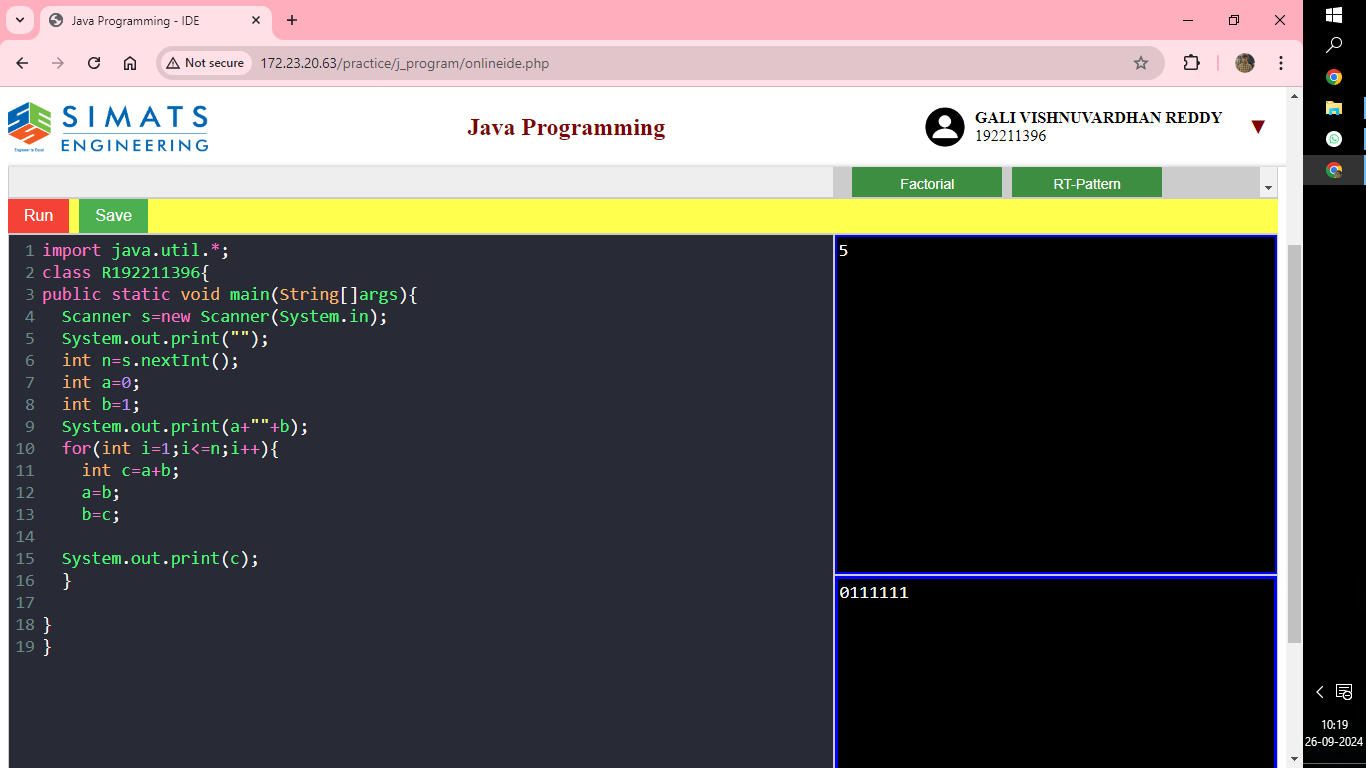 Java Programming - IDE
Not secure
172.23.20.63/practice/j_program/onlineide.php
SIMATS
ENGINEERING
Engineer to Excel
Java Programming
GALI VISHNUVARDHAN REDDY
192211396
Factorial
RT-Pattern
Run
Save
1 import java.util.*;
2 class R192211396{
3 public static void main(String[]args){
4   Scanner s=new Scanner(System.in);
5   System.out.print("");
6   int n=s.nextInt();
7   int a=0;
8   int b=1;
9   System.out.print(a+""+b);
10   for(int i=1;i<=n;i++){
11     int c=a+b;
12     a=b;
13     b=c;
14
15   System.out.print(c);
16   }
17
18 }
19 }
5
0111111
10:19
26-09-2024